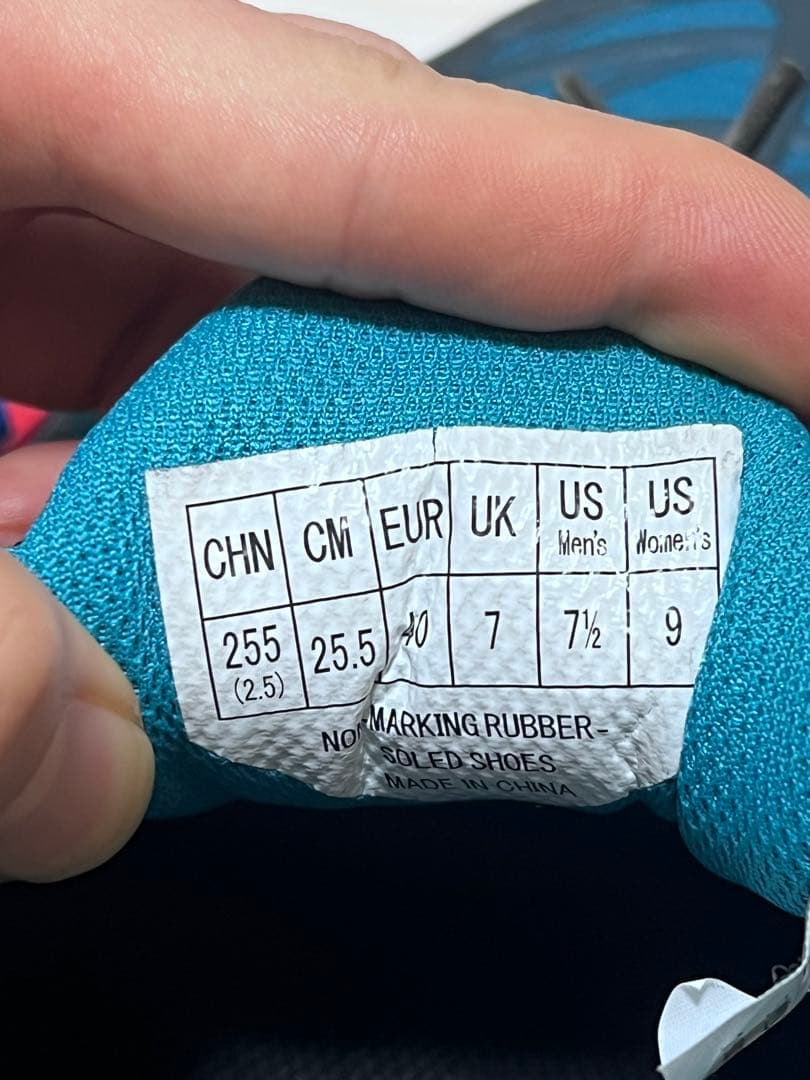 CHN CM EUR UK US Men's US Women's
255 (2.5) 25.5 40 7 7½ 9
NON-MARKING RUBBER-
SOLED SHOES
MADE IN CHINA